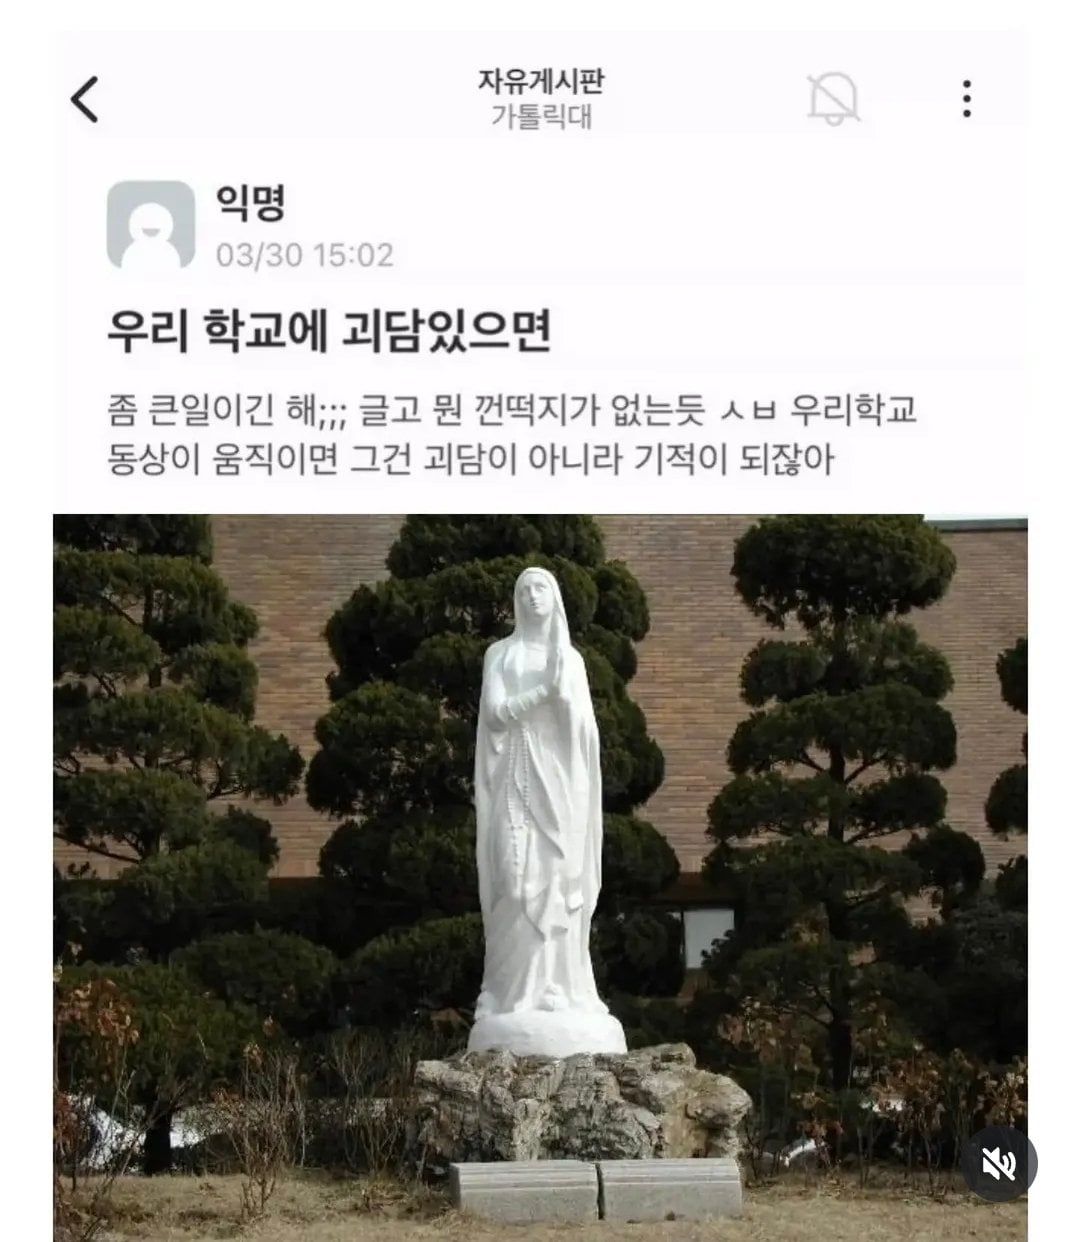 자유게시판
가톨릭대
익명
03/30 15:02
우리 학교에 괴담있으면
좀 큰일이긴 해;;; 글고 뭔 껀떡지가 없는듯 ㅅㅂ 우리학교
동상이 움직이면 그건 괴담이 아니라 기적이 되잖아